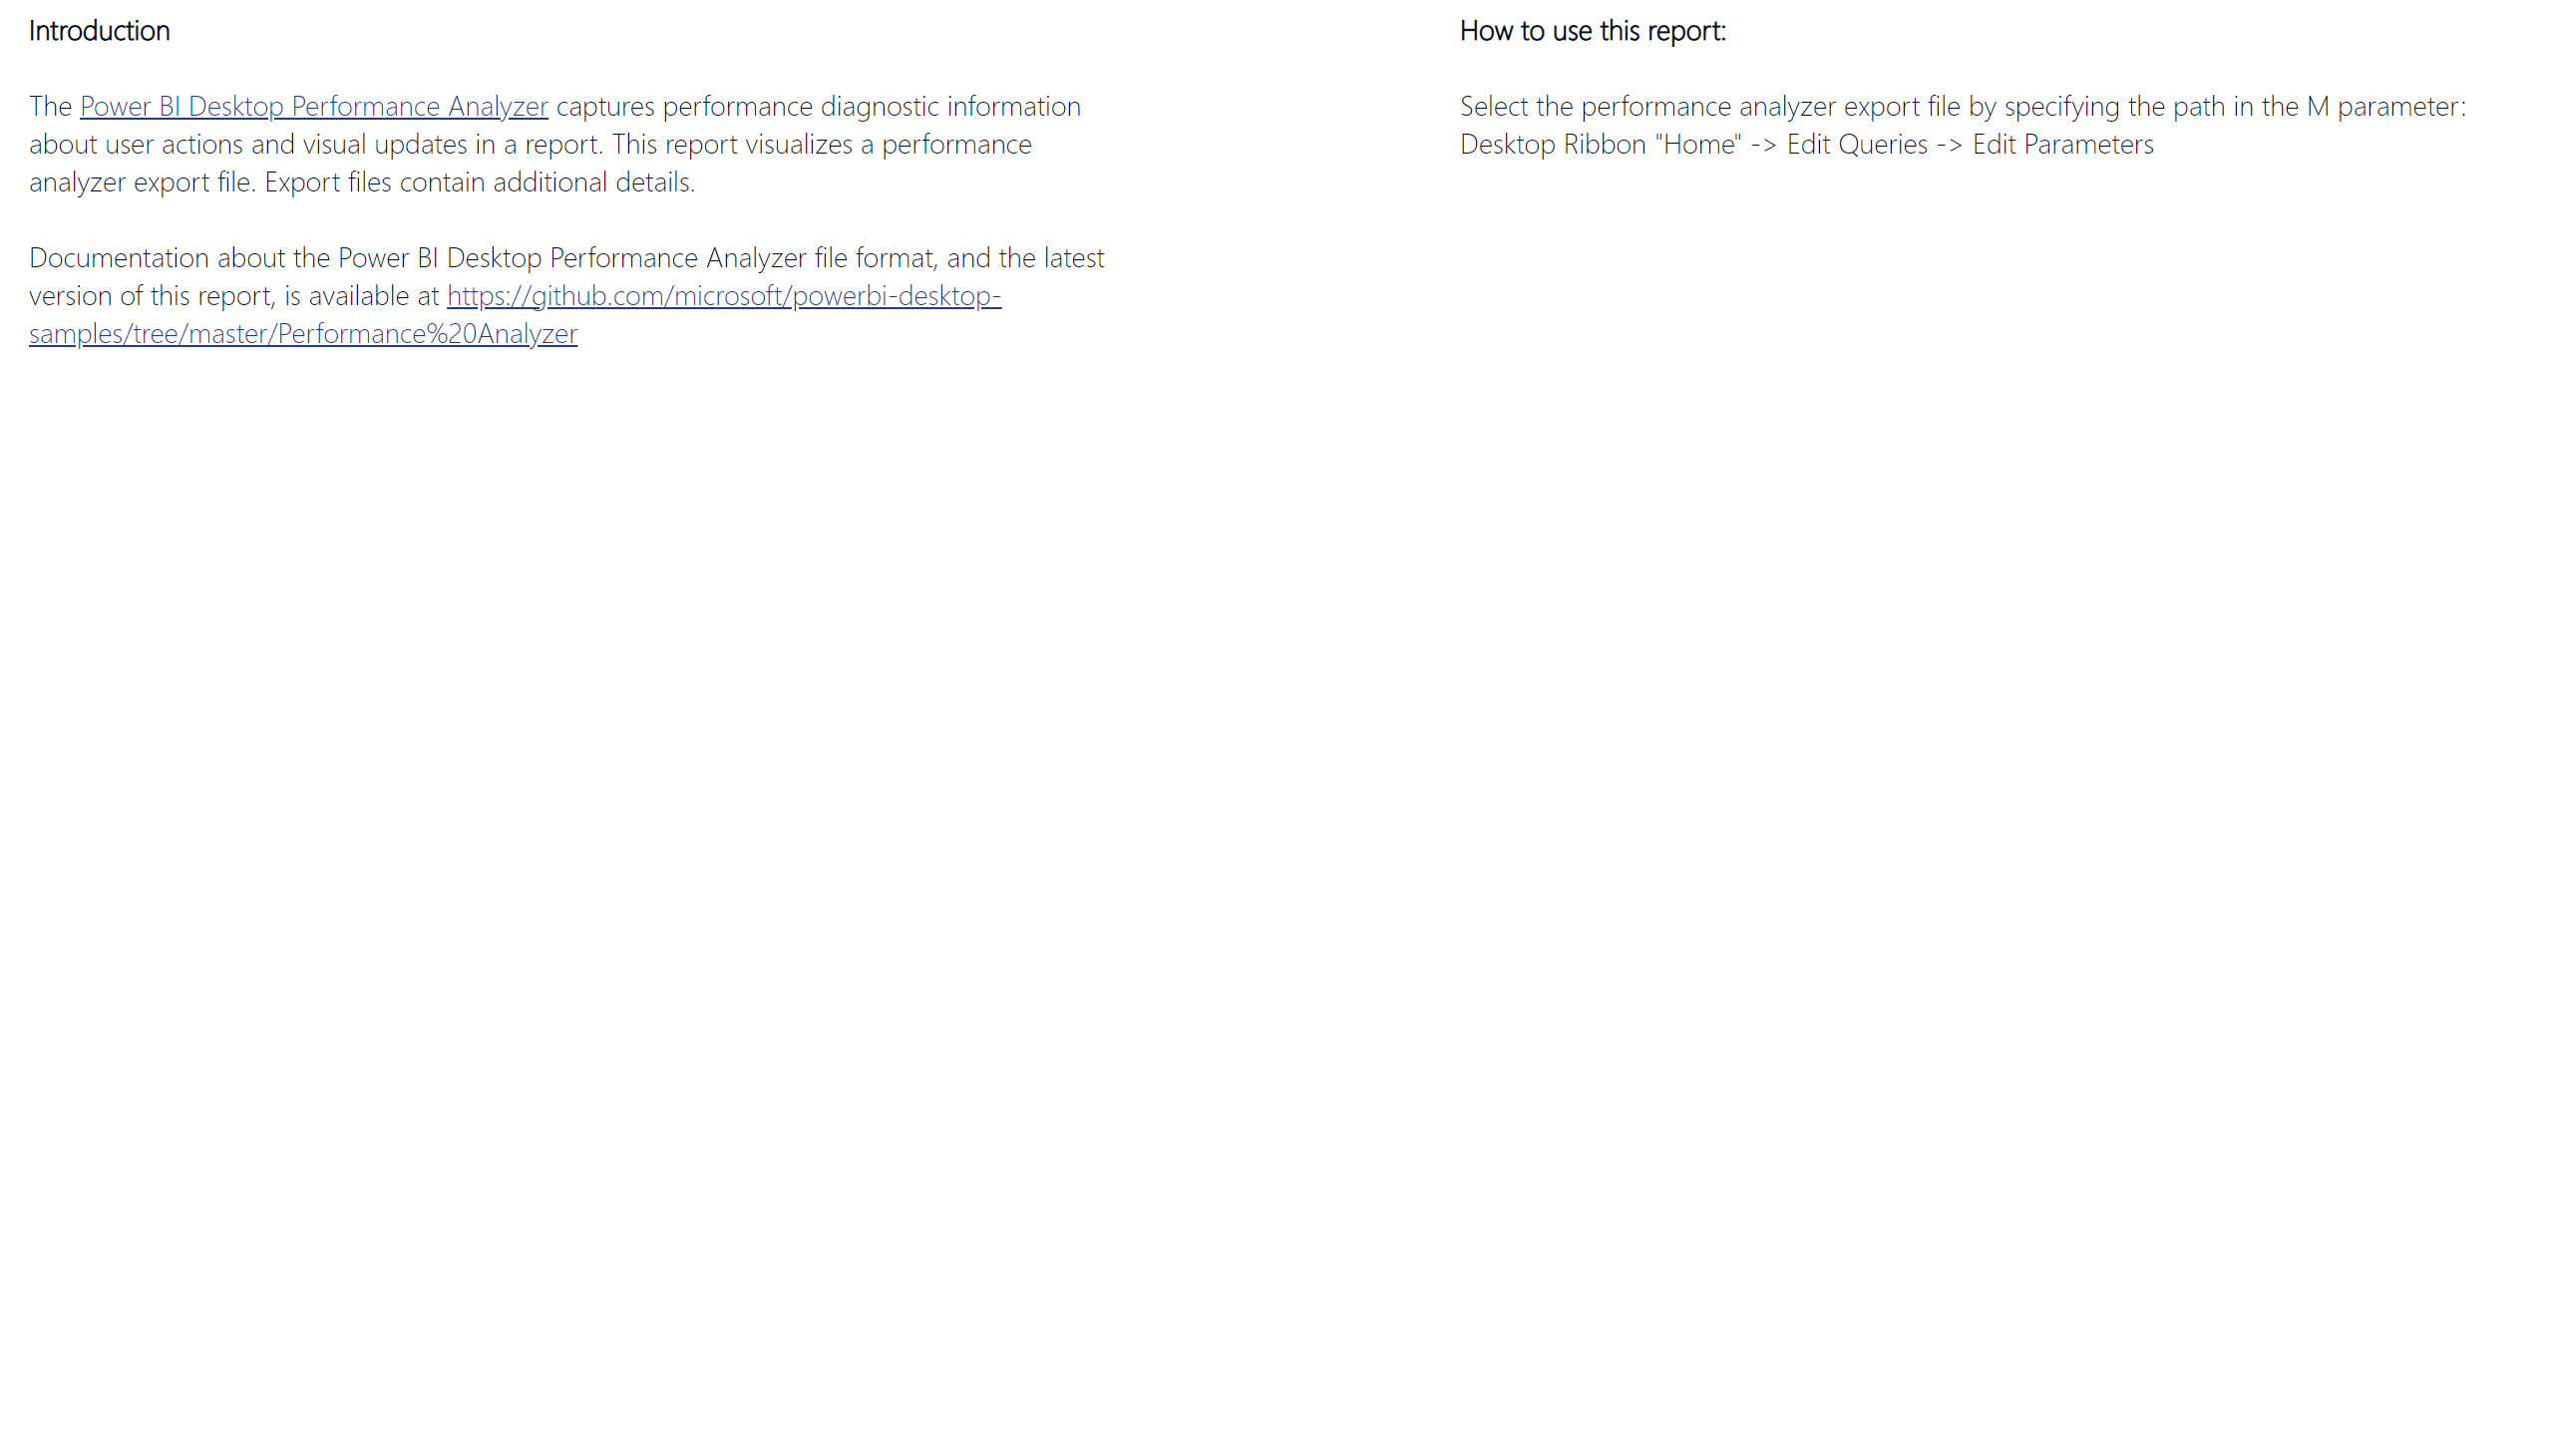 Introduction
The Power BI Desktop Performance Analyzer captures performance diagnostic information
about user actions and visual updates in a report. This report visualizes a performance
analyzer export file. Export files contain additional details.
Documentation about the Power BI Desktop Performance Analyzer file format, and the latest
version of this report, is available at https://github.com/microsoft/powerbi-desktop-
samples/tree/master/Performance%20Analyzer
How to use this report:
Select the performance analyzer export file by specifying the path in the M parameter:
Desktop Ribbon "Home" -> Edit Queries -> Edit Parameters